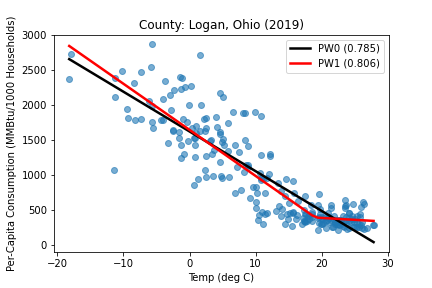 County: Logan, Ohio (2019)
PW0 (0.785)
PW1 (0.806)
Per-Capita Consumption (MMBtu/1000 Households)
3000
2500
2000
1500
1000
500
0
−20
−10
0
10
20
30
Temp (deg C)